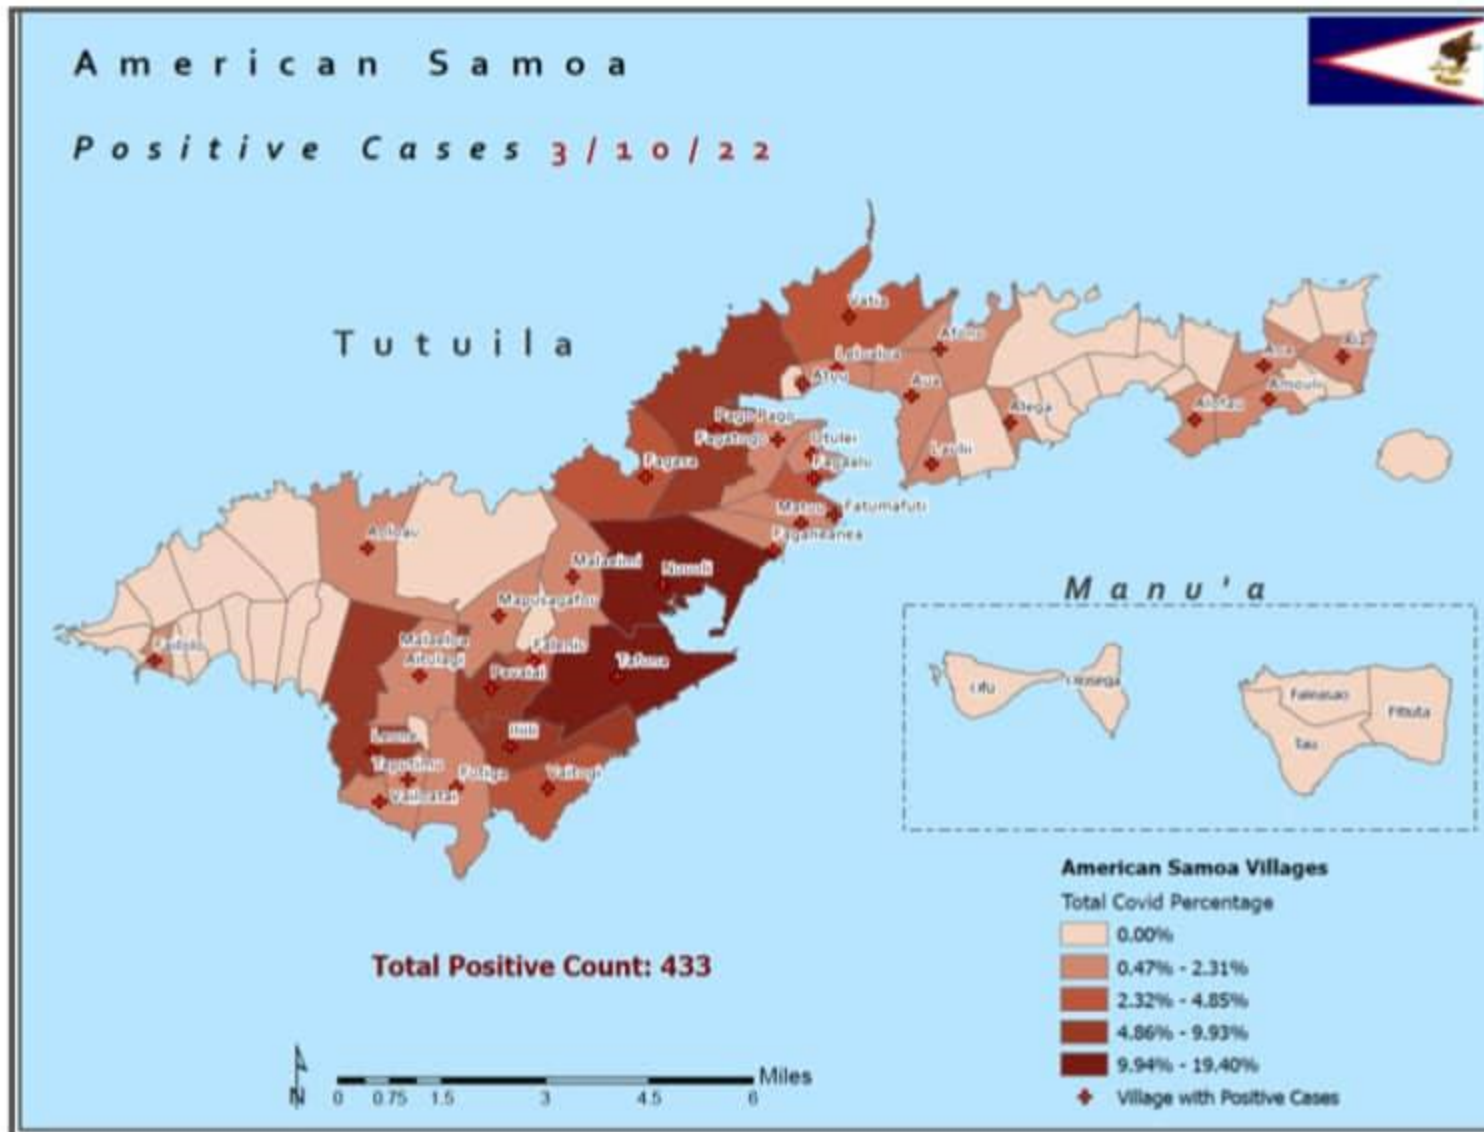 American Samoa
Positive Cases 3/10/22
Tutuila
Vatia
Afono
Leloaloa
Atuu
Aua
Pago Pago
Fagatogo
Utulei
Fagaalu
Alega
Amouli
Alofau
Laulii
Fagasa
Matuu
Fatumafuti
Faganeanea
Aoloau
Malaeimi
Nuuuli
Mapusagafou
Manu'a
Malaeloa
Aitulagi
Faleniu
Pavaiai
Tafuna
Ofu
Olosega
Faleasao
Fitiuta
Tau
Leone
Iliili
Taputimu
Futiga
Vaitogi
Vailoatai
American Samoa Villages
Total Covid Percentage
0.00%
0.47% - 2.31%
2.32% - 4.85%
4.86% - 9.93%
9.94% - 19.40%
Village with Positive Cases
Total Positive Count: 433
Miles
N
0 0.75 1.5 3 4.5 6